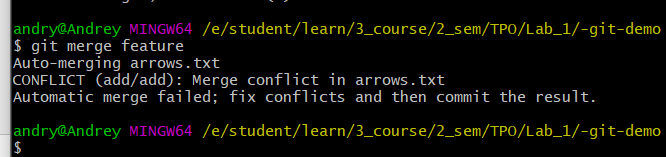 andry@Andrey MINGW64 /e/student/learn/3_course/2_sem/TPO/Lab_1/-git-demo
$ git merge feature
Auto-merging arrows.txt
CONFLICT (add/add): Merge conflict in arrows.txt
Automatic merge failed; fix conflicts and then commit the result.
andry@Andrey MINGW64 /e/student/learn/3_course/2_sem/TPO/Lab_1/-git-demo
$